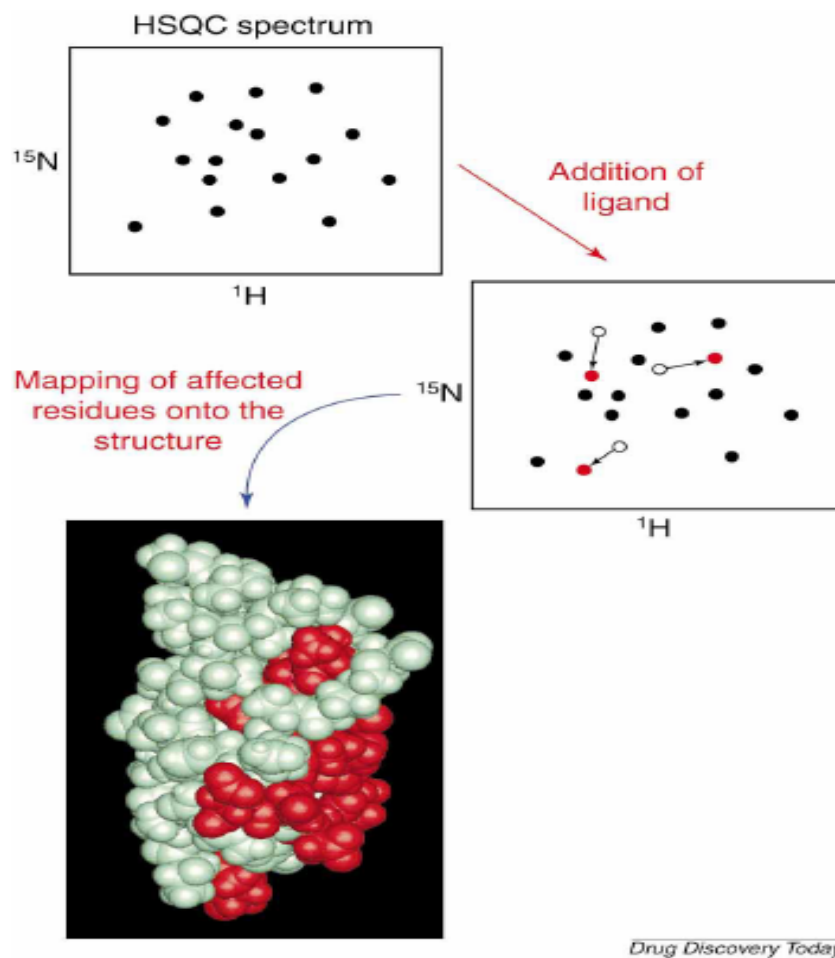 HSQC spectrum
¹⁵N
¹H
Addition of
ligand
Mapping of affected
residues onto the
structure
¹⁵N
¹H
Drug Discovery Today